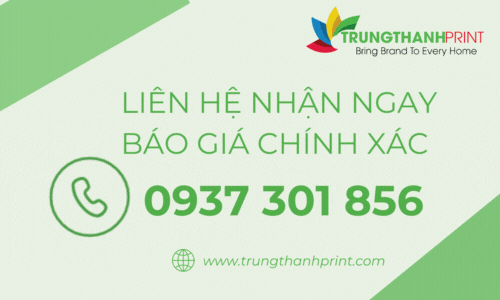 TRUNGTHANHPRINT
Bring Brand To Every Home
LIÊN HỆ NHẬN NGAY
BÁO GIÁ CHÍNH XÁC
0937 301 856
www.trungthanhprint.com